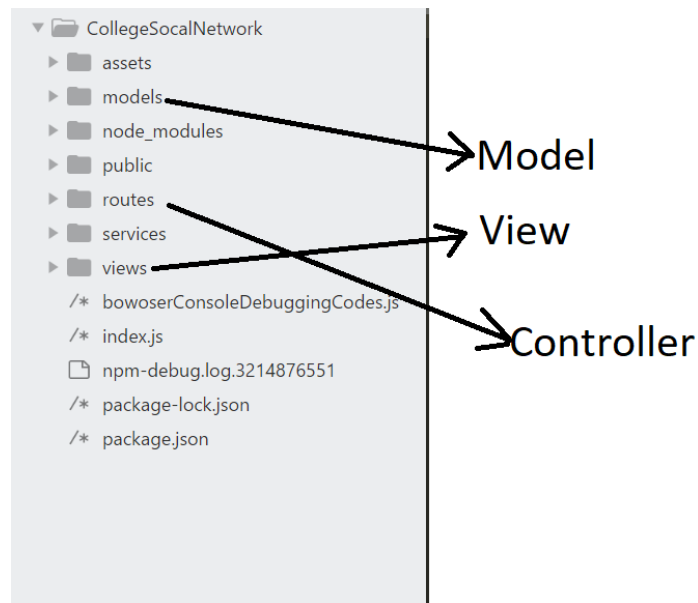 CollegeSocalNetwork
assets
models
node_modules
public
routes
services
views
/* bowoserConsoleDebuggingCodes.js
/* index.js
npm-debug.log.3214876551
/* package-lock.json
/* package.json
Model
View
Controller